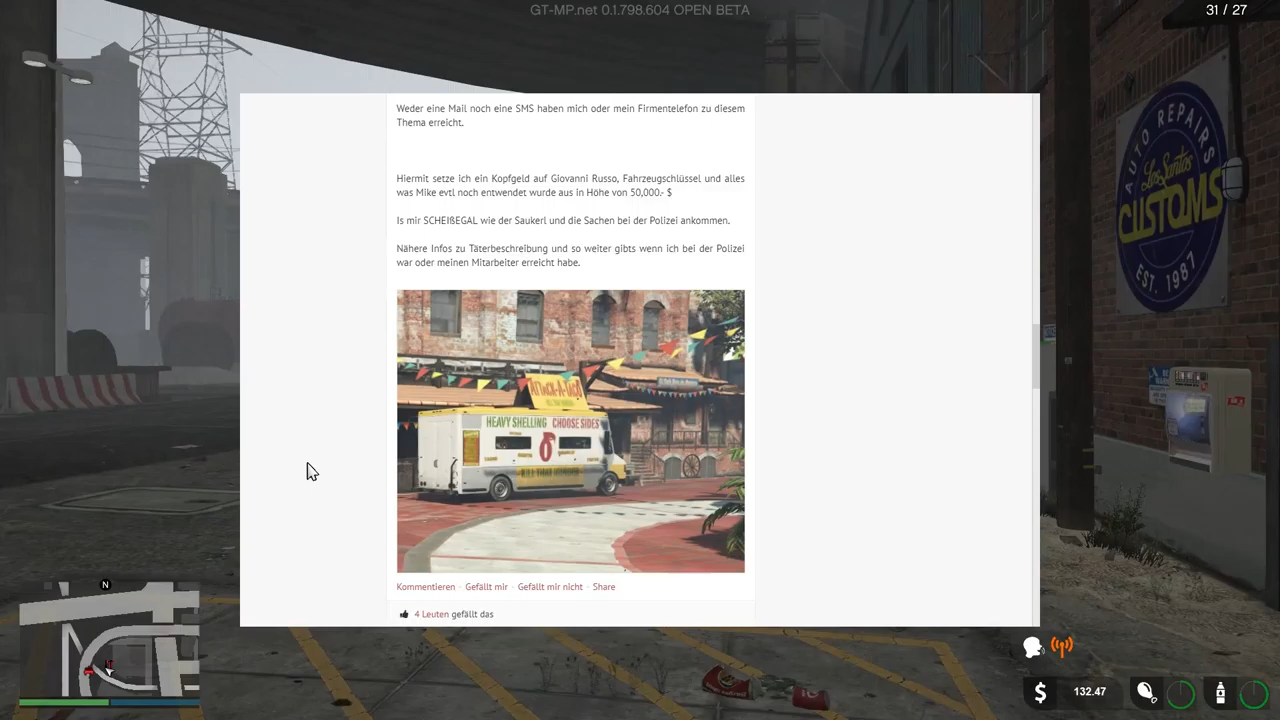 GT-MP.net 0.1.798.604 OPEN BETA
31 / 27
Weder eine Mail noch eine SMS haben mich oder mein Firmentelefon zu diesem
Thema erreicht.
Hiermit setze ich ein Kopfgeld auf Giovanni Russo, Fahrzeugschlüssel und alles
was Mike evtl noch entwendet wurde aus in Höhe von 50,000.- $
Is mir SCHEIßEGAL wie der Saukerl und die Sachen bei der Polizei ankommen.
Nähere Infos zu Täterbeschreibung und so weiter gibts wenn ich bei der Polizei
war oder meinen Mitarbeiter erreicht habe.
ATTACK-A-TACO
HEAVY SHELLING CHOOSE SIDES
Kommentieren · Gefällt mir · Gefällt mir nicht · Share
4 Leuten gefällt das
AUTO REPAIRS
Los Santos
CUSTOMS
EST. 1987
N
$ 132.47